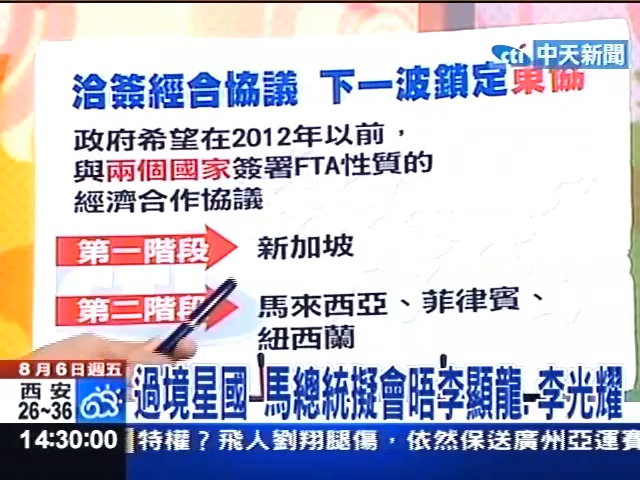 cti 中天新聞
洽簽經合協議 下一波鎖定東協
政府希望在2012年以前，
與兩個國家簽署FTA性質的
經濟合作協議
第一階段 新加坡
第二階段 馬來西亞、菲律賓、
紐西蘭
8月6日週五
西安
26~36
過境星國 馬總統擬會晤李顯龍.李光耀
14:30:00 特權？飛人劉翔腿傷，依然保送廣州亞運賽